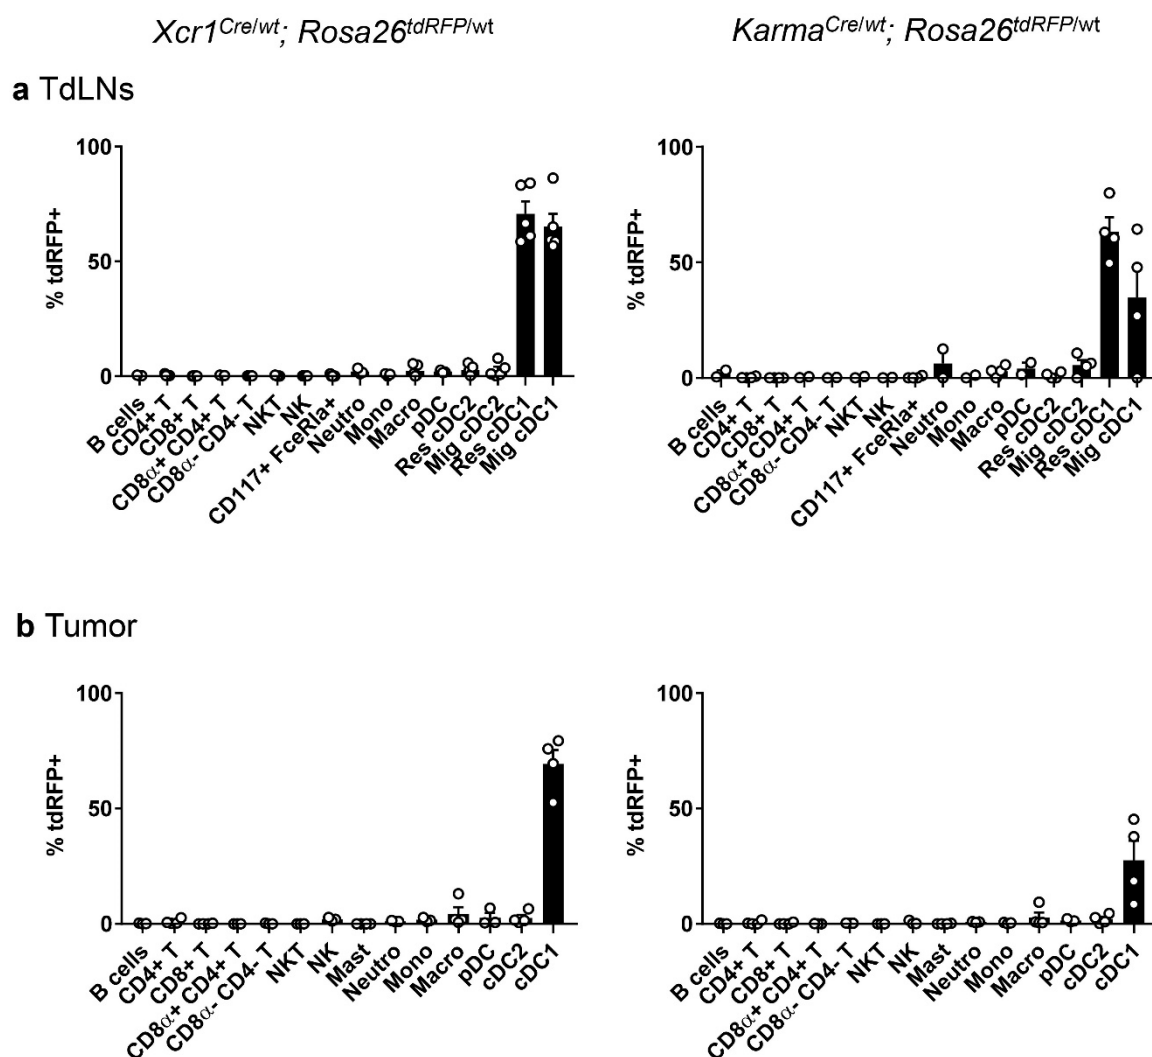 Xcr1Cre/wt; Rosa26tdRFP/wt
KarmaCre/wt; Rosa26tdRFP/wt
a TdLNs
100
50
0
% tdRFP+
B cells
CD4+ T
CD8+ T
CD8α+ CD4+ T
CD8α- CD4- T
NKT
NK
CD117+ FceRIa+
Neutro
Mono
Macro
pDC
Res cDC2
Mig cDC2
Res cDC1
Mig cDC1
100
50
0
% tdRFP+
B cells
CD4+ T
CD8+ T
CD8α+ CD4+ T
CD8α- CD4- T
NKT
NK
CD117+ FceRIa+
Neutro
Mono
Macro
pDC
Res cDC2
Mig cDC2
Res cDC1
Mig cDC1
b Tumor
100
50
0
% tdRFP+
B cells
CD4+ T
CD8+ T
CD8α+ CD4+ T
CD8α- CD4- T
NKT
NK
Mast
Neutro
Mono
Macro
pDC
cDC2
cDC1
100
50
0
% tdRFP+
B cells
CD4+ T
CD8+ T
CD8α+ CD4+ T
CD8α- CD4- T
NKT
NK
Mast
Neutro
Mono
Macro
pDC
cDC2
cDC1